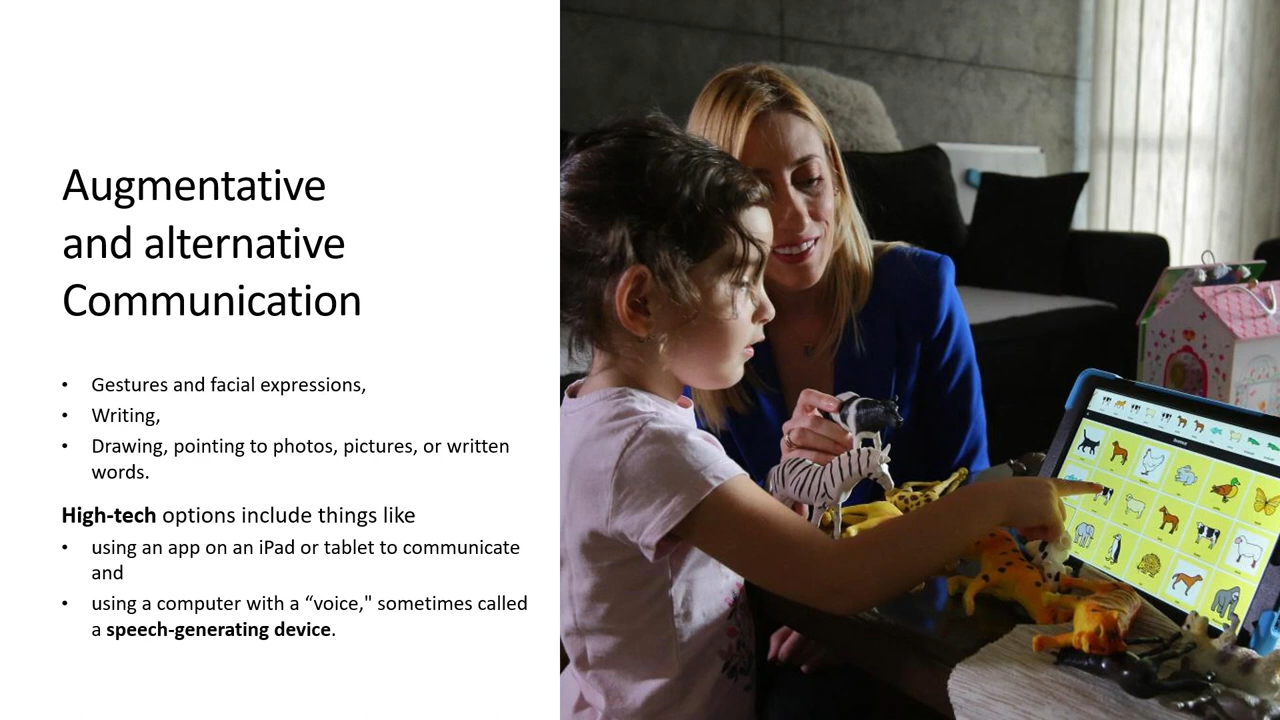 Augmentative
and alternative
Communication
• Gestures and facial expressions,
• Writing,
• Drawing, pointing to photos, pictures, or written
words.
High-tech options include things like
• using an app on an iPad or tablet to communicate
and
• using a computer with a “voice," sometimes called
a speech-generating device.